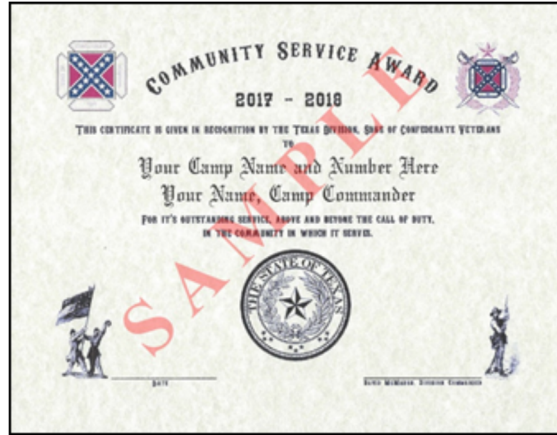 COMMUNITY SERVICE AWARD
2017 - 2018
THIS CERTIFICATE IS GIVEN IN RECOGNITION BY THE TEXAS DIVISION, SONS OF CONFEDERATE VETERANS
TO
Your Camp Name and Number Here
Your Name, Camp Commander
FOR IT'S OUTSTANDING SERVICE, ABOVE AND BEYOND THE CALL OF DUTY,
IN THE COMMUNITY IN WHICH IT SERVES.
SAMPLE
THE STATE OF TEXAS
DATE
DAVID MCMAHON, DIVISION COMMANDER